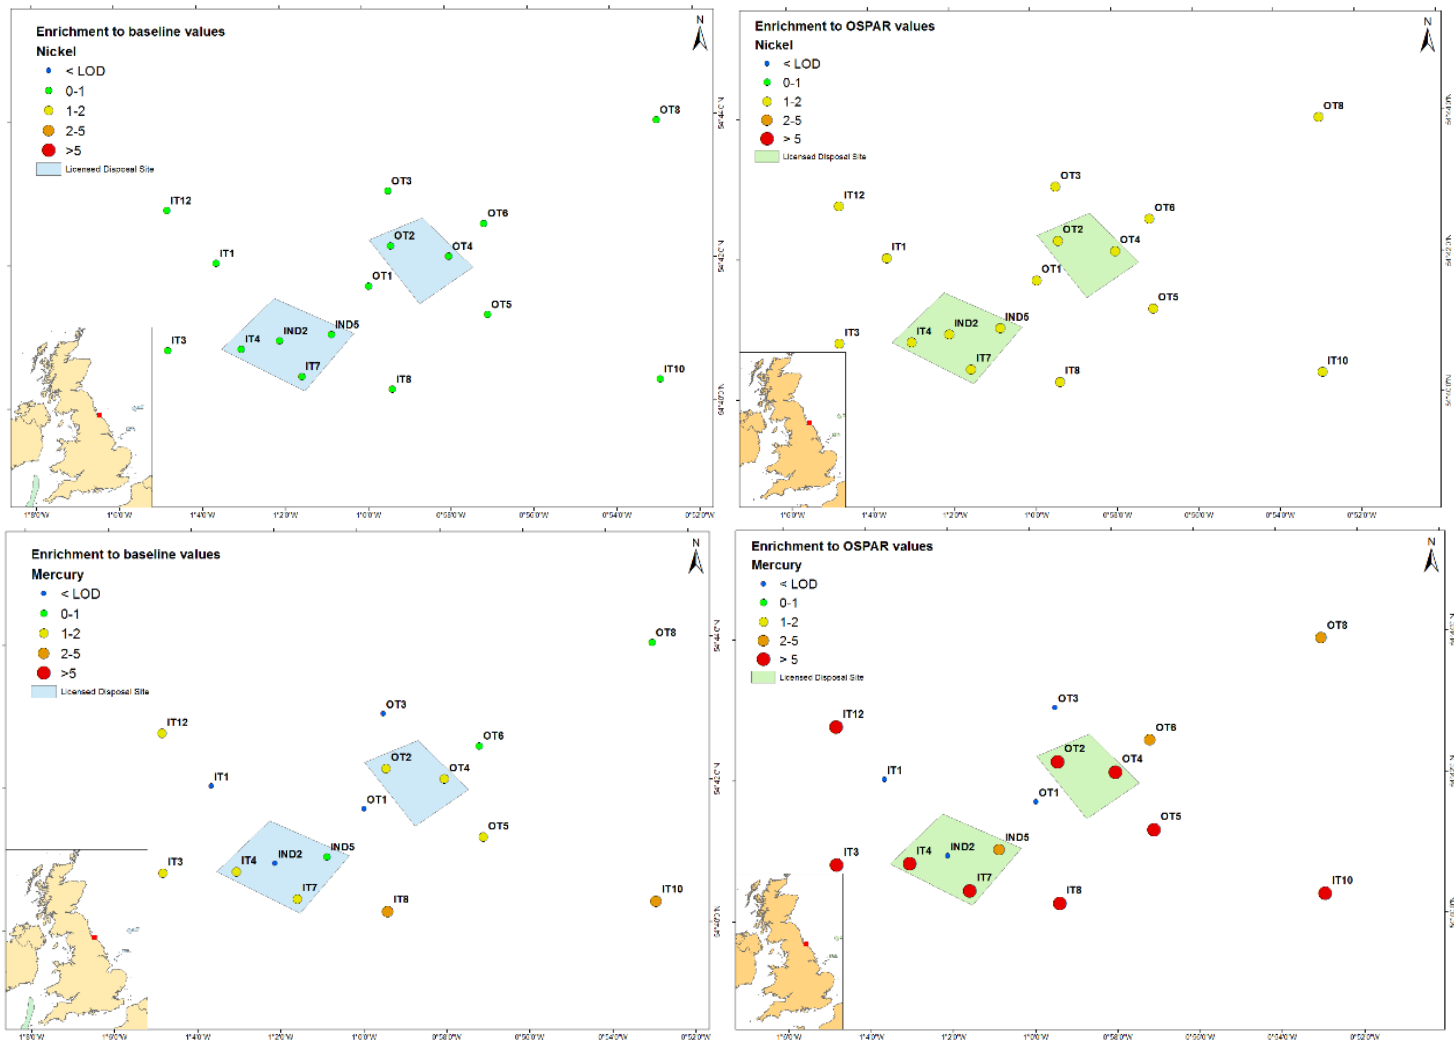 Enrichment to baseline values
Nickel
< LOD
0-1
1-2
2-5
>5
Licensed Disposal Site
N
OT8
OT3
IT12
OT6
OT2
OT4
IT1
OT1
OT5
IND2
IND5
IT3
IT4
IT7
IT8
IT10
Enrichment to OSPAR values
Nickel
< LOD
0-1
1-2
2-5
> 5
Licensed Disposal Site
N
OT8
OT3
IT12
OT6
OT2
OT4
IT1
OT1
OT5
IND2
IND5
IT3
IT4
IT7
IT8
IT10
Enrichment to baseline values
Mercury
< LOD
0-1
1-2
2-5
>5
Licensed Disposal Site
N
OT8
OT3
IT12
OT6
OT2
OT4
IT1
OT1
OT5
IND2
IND5
IT3
IT4
IT7
IT8
IT10
Enrichment to OSPAR values
Mercury
< LOD
0-1
1-2
2-5
> 5
Licensed Disposal Site
N
OT8
OT3
IT12
OT6
OT2
OT4
IT1
OT1
OT5
IND2
IND5
IT3
IT4
IT7
IT8
IT10